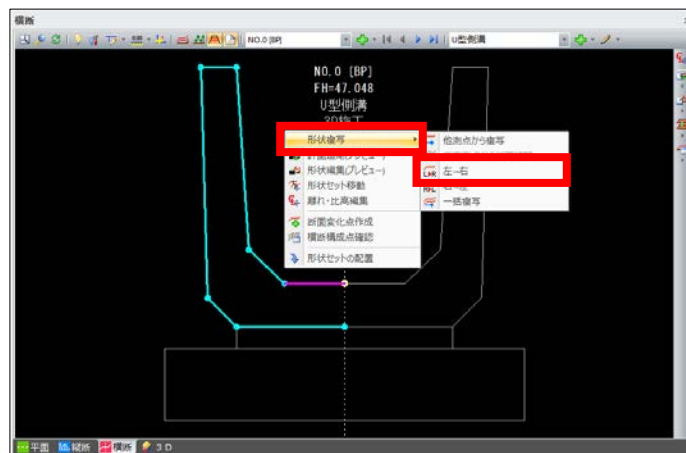 横断
NO.0 [BP]
U型側溝
NO.0 [BP]
FH=47.048
U型側溝
形状複写
形状編集(プレビュー)
形状セット移動
離れ・比高編集
断面変化点作成
横断構成点確認
形状セットの配置
他測点から複写
L▶R 左→右
一括複写
平面 縦断 横断 3D